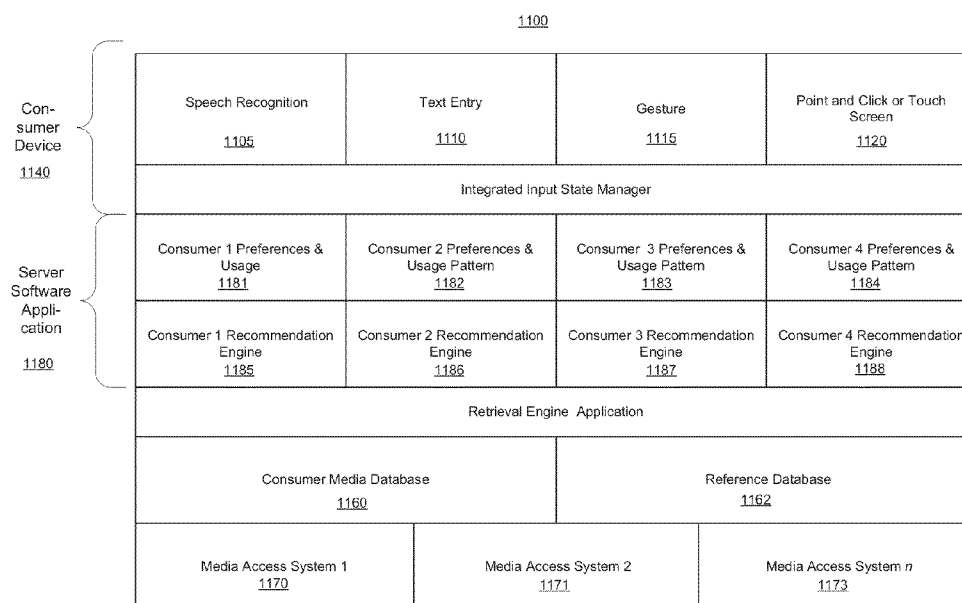 1100
Con-
sumer
Device
1140
Speech Recognition
1105
Text Entry
1110
Gesture
1115
Point and Click or Touch
Screen
1120
Integrated Input State Manager
Server
Software
Appli-
cation
1180
Consumer 1 Preferences &
Usage
1181
Consumer 2 Preferences &
Usage Pattern
1182
Consumer 3 Preferences &
Usage Pattern
1183
Consumer 4 Preferences &
Usage Pattern
1184
Consumer 1 Recommendation
Engine
1185
Consumer 2 Recommendation
Engine
1186
Consumer 3 Recommendation
Engine
1187
Consumer 4 Recommendation
Engine
1188
Retrieval Engine Application
Consumer Media Database
1160
Reference Database
1162
Media Access System 1
1170
Media Access System 2
1171
Media Access System n
1173